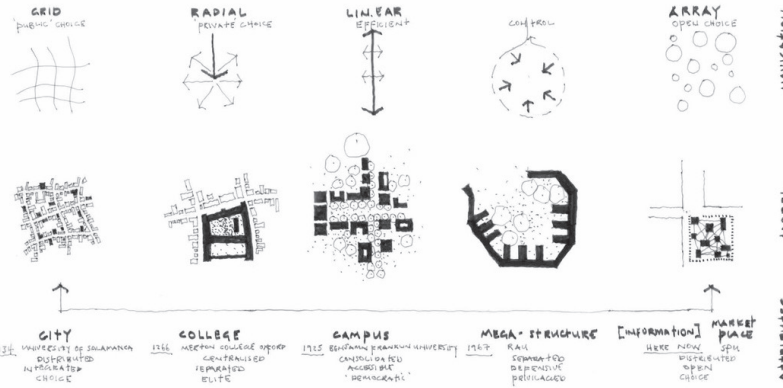 GRID
'PUBLIC' CHOICE
RADIAL
'PRIVATE' CHOICE
LINEAR
EFFICIENT
CONTROL
ARRAY
OPEN CHOICE
CITY
UNIVERSITY OF SALAMANCA
DISTRIBUTED
INTEGRATED
CHOICE
COLLEGE
1266 MERTON COLLEGE OXFORD
CENTRALISED
SEPARATED
ELITE
CAMPUS
1925 BENJAMIN FRANKLIN UNIVERSITY
CONSOLIDATED
ACCESSIBLE
'DEMOCRATIC'
MEGA-STRUCTURE
1967 RAU
SEPARATED
DEFENSIVE
PRIVILAGED
[INFORMATION] MARKET PLACE
HERE NOW SPU
DISTRIBUTED
OPEN
CHOICE